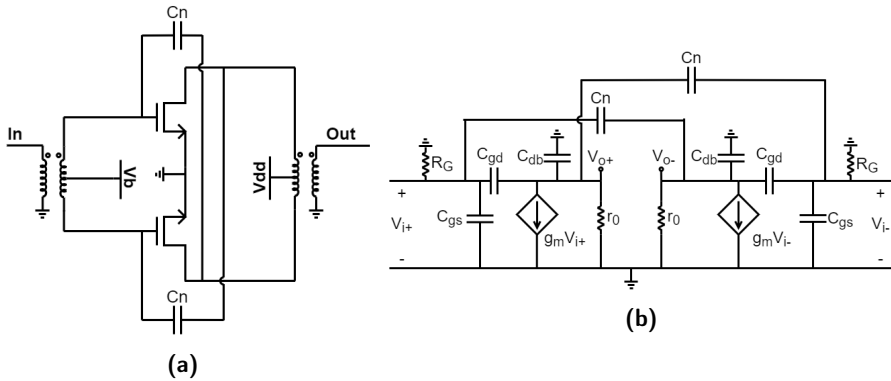 Cn
In
Out
Vb
Vdd
Cn
(a)
Cn
Cn
RG
Cgd
Cdb
Vo+
Vo-
Cdb
Cgd
RG
+
Vi+
-
Cgs
gmVi+
r0
r0
gmVi-
Cgs
+
Vi-
-
(b)